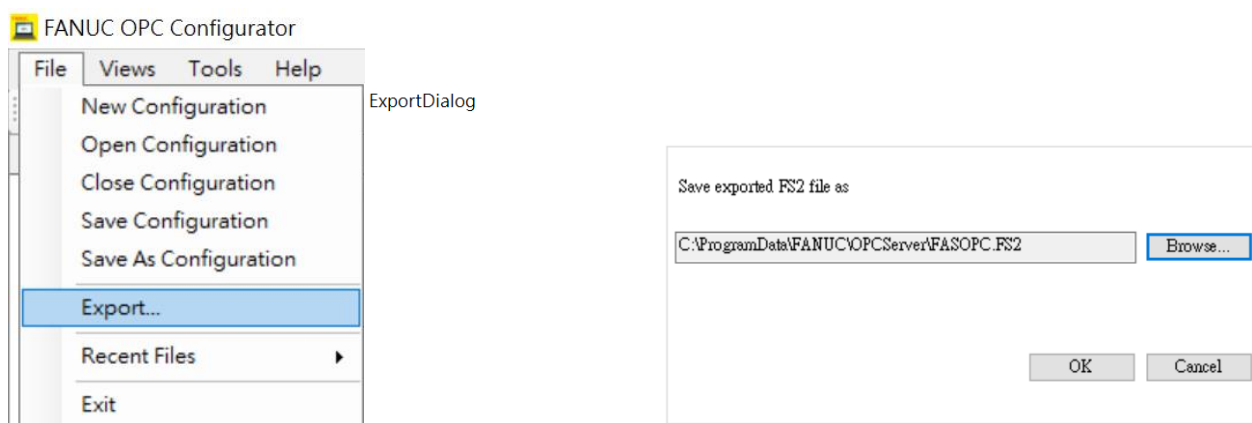 FANUC OPC Configurator
File Views Tools Help
New Configuration
Open Configuration
Close Configuration
Save Configuration
Save As Configuration
Export...
Recent Files
Exit
ExportDialog
Save exported FS2 file as
C:\ProgramData\FANUC\OPCServer\FASOPC.FS2
Browse...
OK Cancel